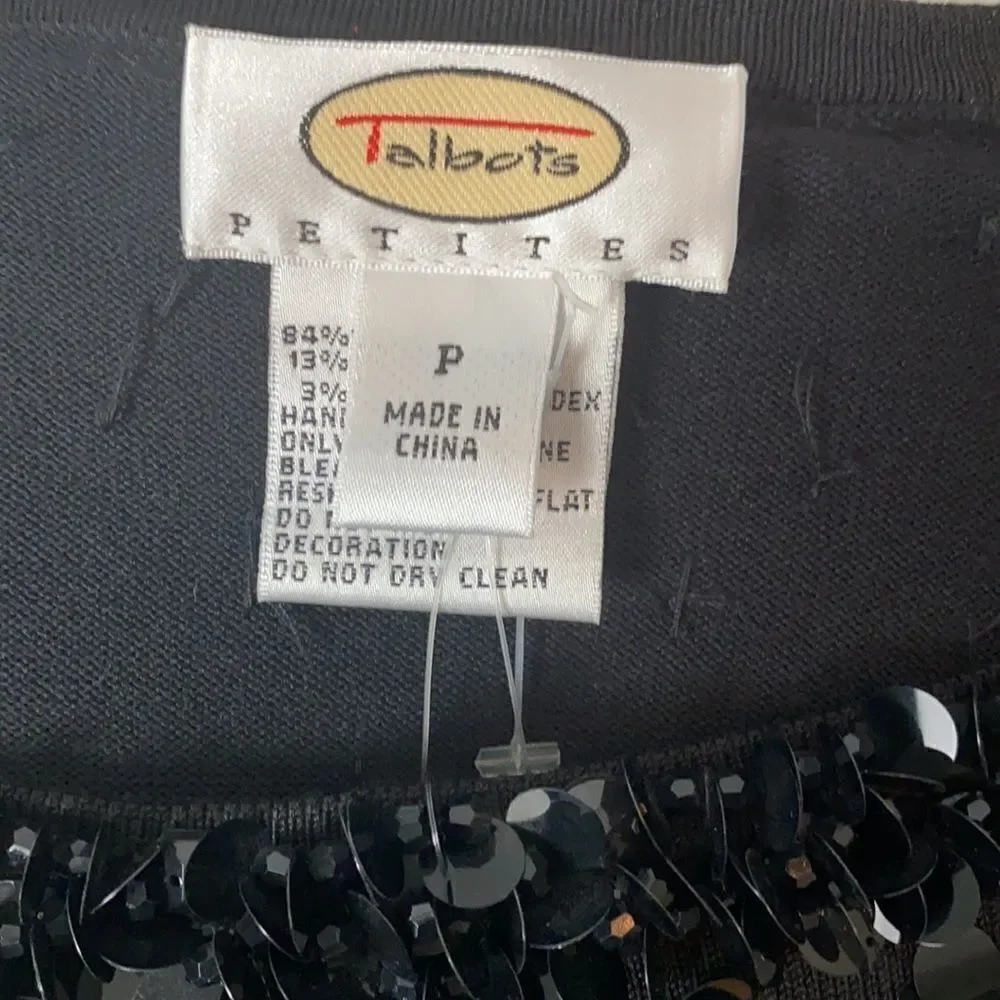 Talbots
PETITES
P
MADE IN
CHINA
84%
13%
3% DEX
HAN
ONLY NE
BLE
RES FLAT
DO
DECORATION
DO NOT DRY CLEAN